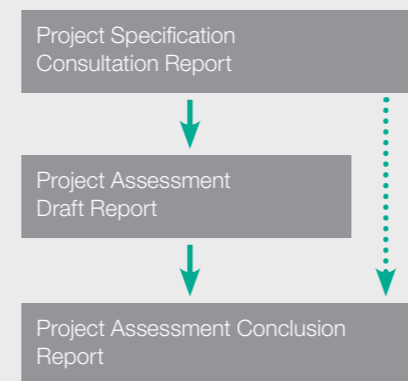 Project Specification
Consultation Report
Project Assessment
Draft Report
Project Assessment Conclusion
Report